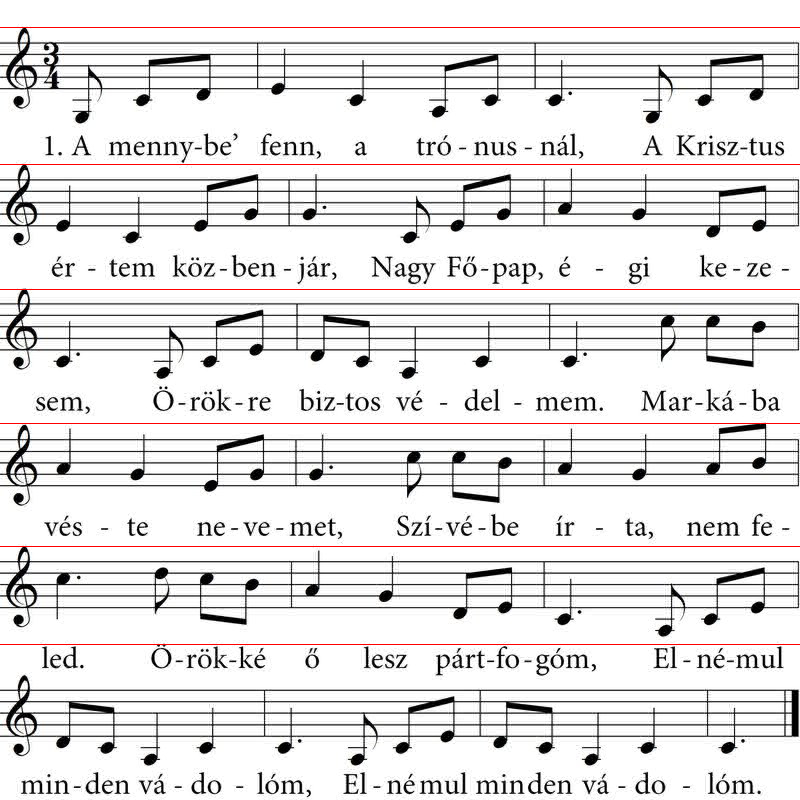 3
4
1. A menny-be’ fenn, a tró - nus - nál, A Krisz-tus
ér - tem köz - ben - jár, Nagy Fő-pap, é - gi ke - ze -
sem, Ö-rök-re biz-tos vé - del - mem. Mar-ká-ba
vés - te ne - ve - met, Szí-vé-be ír - ta, nem fe -
led. Ö-rök-ké ő lesz párt-fo-góm, El - né-mul
min-den vá - do - lóm, El - né mul min den vá - do - lóm.